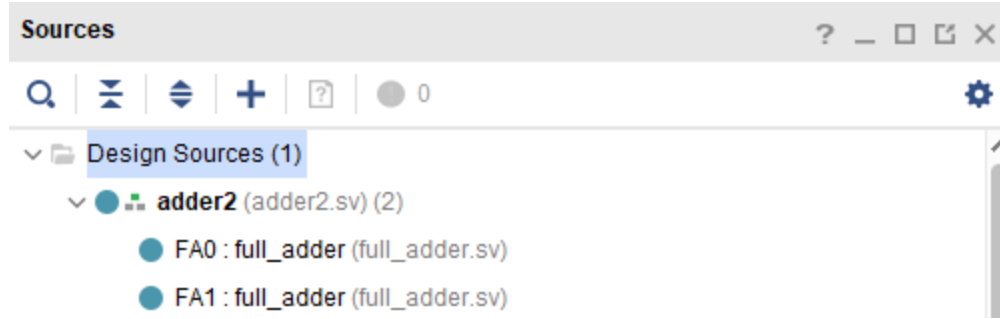 Sources
? 0
Design Sources (1)
adder2 (adder2.sv) (2)
FA0 : full_adder (full_adder.sv)
FA1 : full_adder (full_adder.sv)